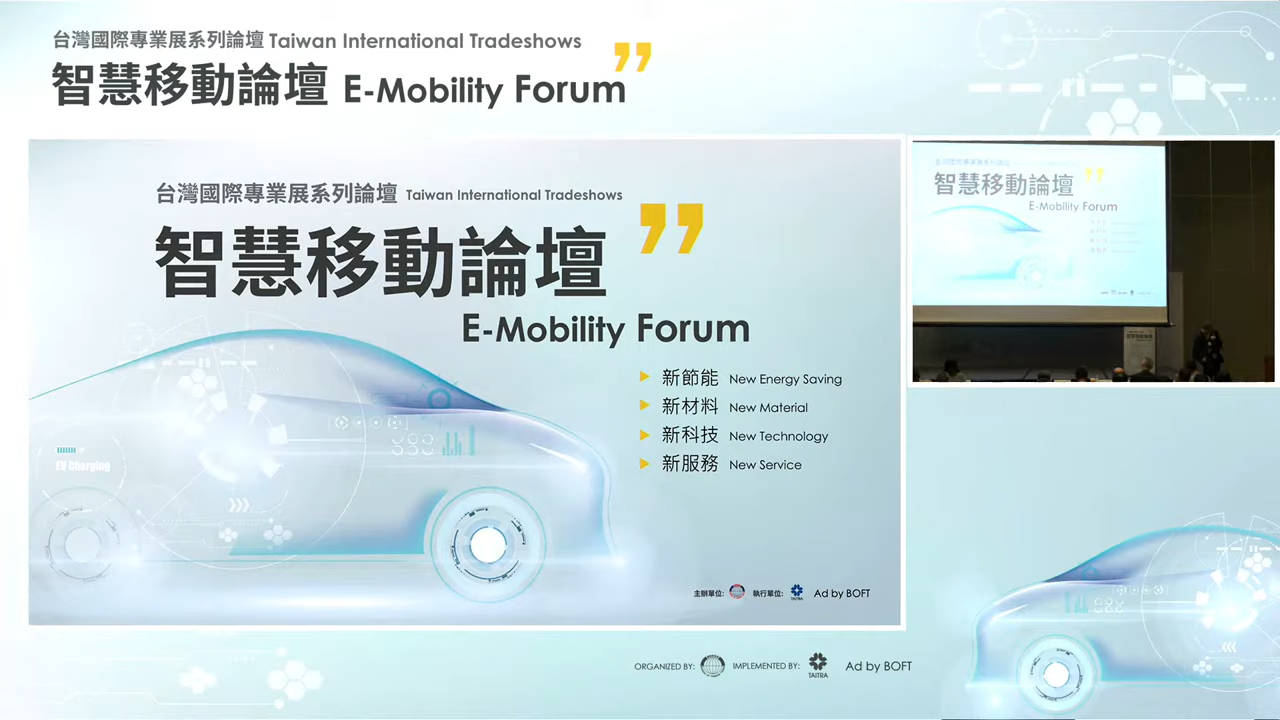 台灣國際專業展系列論壇 Taiwan International Tradeshows
智慧移動論壇 E-Mobility Forum
台灣國際專業展系列論壇 Taiwan International Tradeshows
智慧移動論壇
E-Mobility Forum
新節能 New Energy Saving
新材料 New Material
新科技 New Technology
新服務 New Service
EV Charging
主辦單位: 執行單位: TAITRA Ad by BOFT
智慧移動論壇
E-Mobility Forum
ORGANIZED BY: IMPLEMENTED BY: TAITRA Ad by BOFT